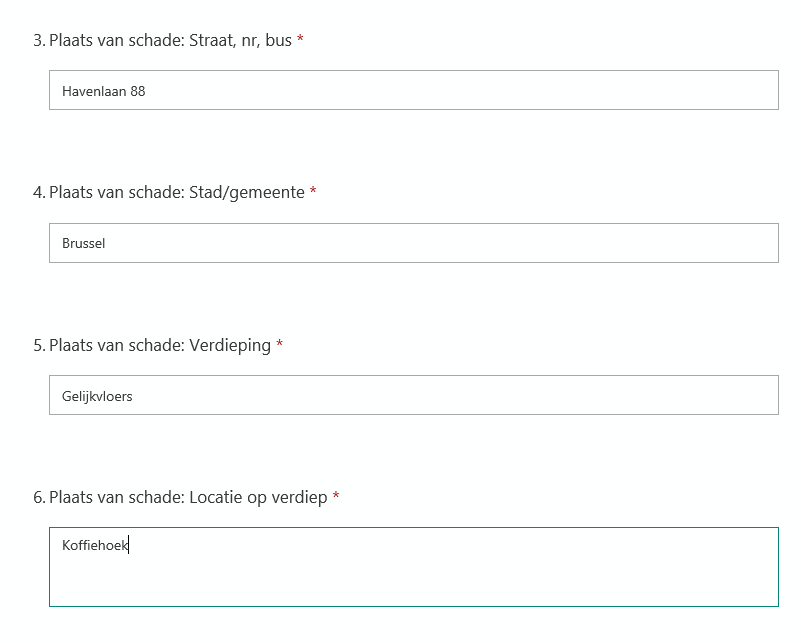 3. Plaats van schade: Straat, nr, bus *
Havenlaan 88
4. Plaats van schade: Stad/gemeente *
Brussel
5. Plaats van schade: Verdieping *
Gelijkvloers
6. Plaats van schade: Locatie op verdiep *
Koffiehoek